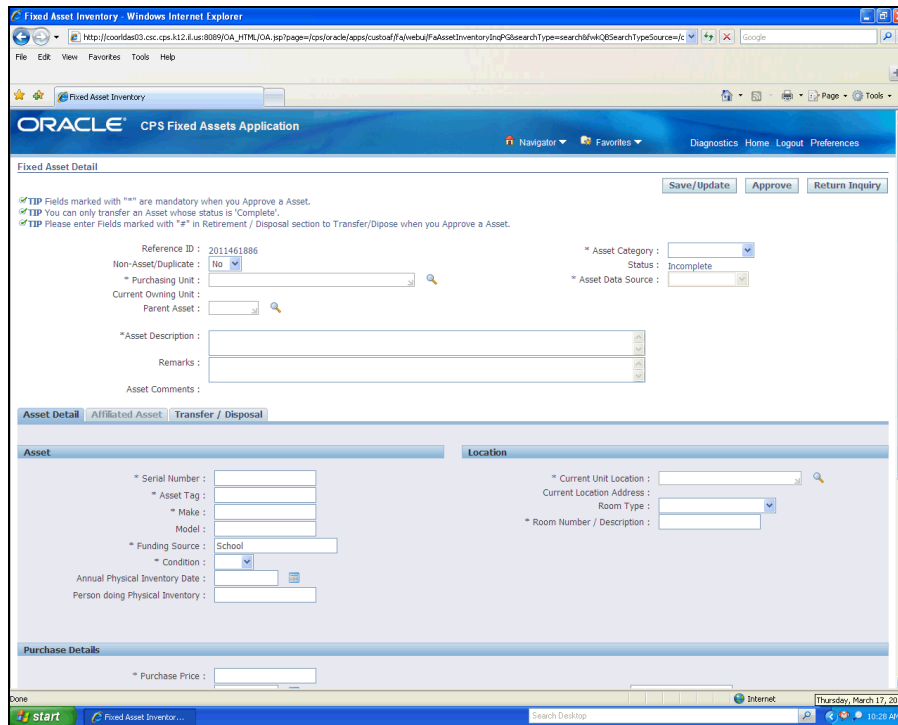 Fixed Asset Inventory - Windows Internet Explorer
http://coorldas03.csc.cps.k12.il.us:8089/OA_HTML/OA.jsp?page=/cps/oracle/apps/custoaf/fa/webui/FaAssetInventoryInqPG&searchType=search&fwkQBSearchTypeSource=/c
Google
File Edit View Favorites Tools Help
Fixed Asset Inventory
Page Tools
ORACLE® CPS Fixed Assets Application
Navigator Favorites Diagnostics Home Logout Preferences
Fixed Asset Detail
Save/Update Approve Return Inquiry
TIP Fields marked with "*" are mandatory when you Approve a Asset.
TIP You can only transfer an Asset whose status is 'Complete'.
TIP Please enter Fields marked with "#" in Retirement / Disposal section to Transfer/Dipose when you Approve a Asset.
Reference ID : 2011461886
Non-Asset/Duplicate : No
* Purchasing Unit :
Current Owning Unit :
Parent Asset :
* Asset Category :
Status : Incomplete
* Asset Data Source :
*Asset Description :
Remarks :
Asset Comments :
Asset Detail Affiliated Asset Transfer / Disposal
Asset
* Serial Number :
* Asset Tag :
* Make :
Model :
* Funding Source : School
* Condition :
Annual Physical Inventory Date :
Person doing Physical Inventory :
Location
* Current Unit Location :
Current Location Address :
Room Type :
* Room Number / Description :
Purchase Details
* Purchase Price :
Done
Internet
Thursday, March 17, 20
start
Fixed Asset Inventor...
Search Desktop
10:28 AM